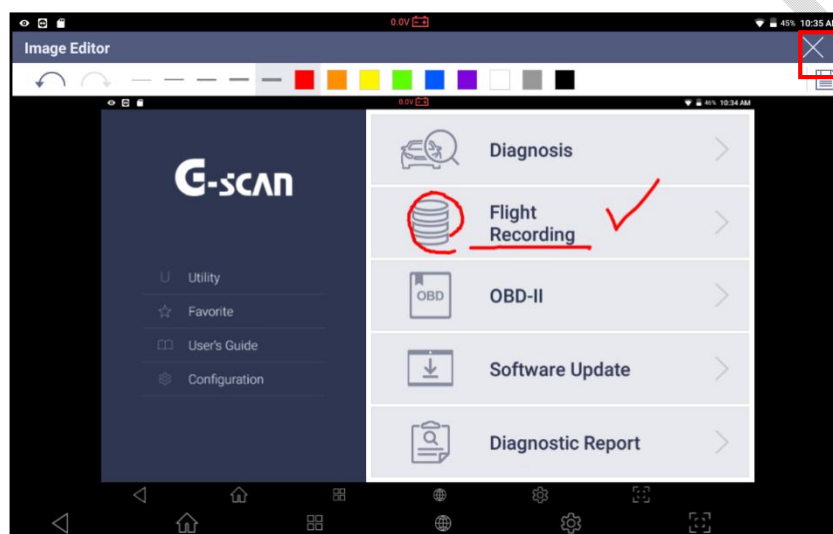 0.0V
45% 10:35 AM
Image Editor
0.0V
46% 10:34 AM
G-scan
Utility
Favorite
User's Guide
Configuration
Diagnosis
Flight
Recording
OBD
OBD-II
Software Update
Diagnostic Report